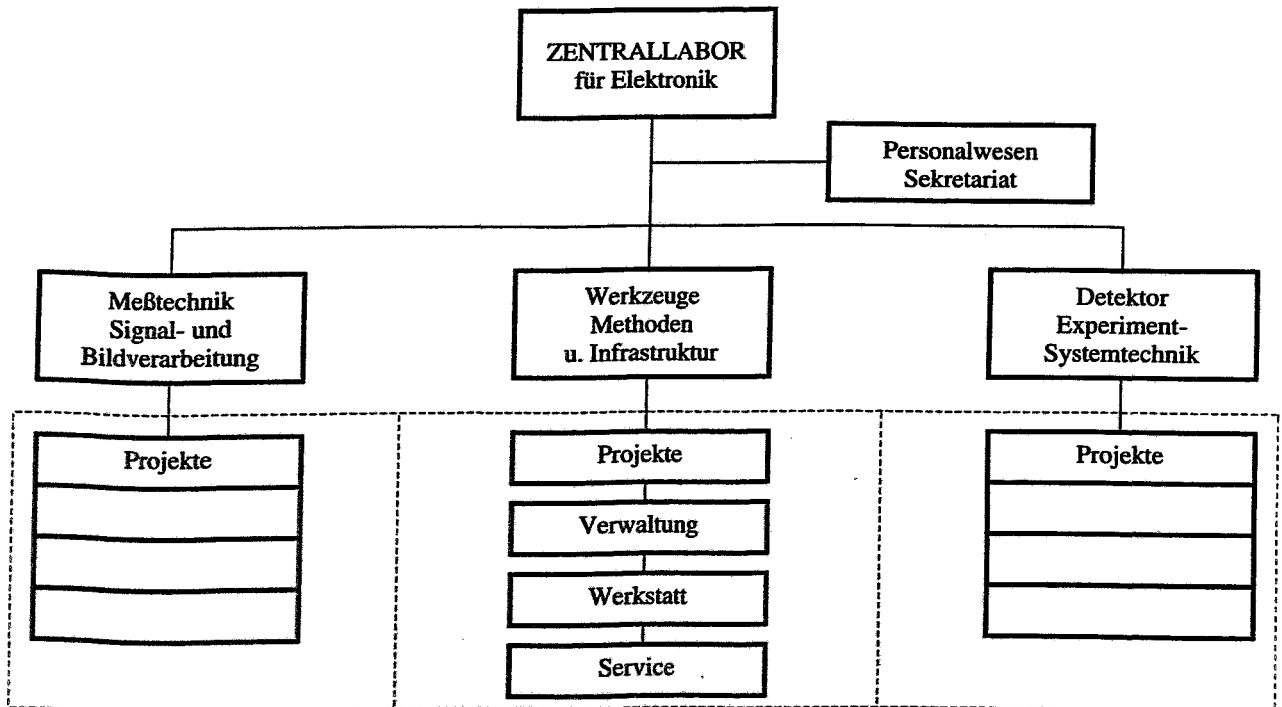 ZENTRALLABOR
für Elektronik
Personalwesen
Sekretariat
Meßtechnik
Signal- und
Bildverarbeitung
Werkzeuge
Methoden
u. Infrastruktur
Detektor
Experiment-
Systemtechnik
Projekte
Projekte
Verwaltung
Werkstatt
Service
Projekte